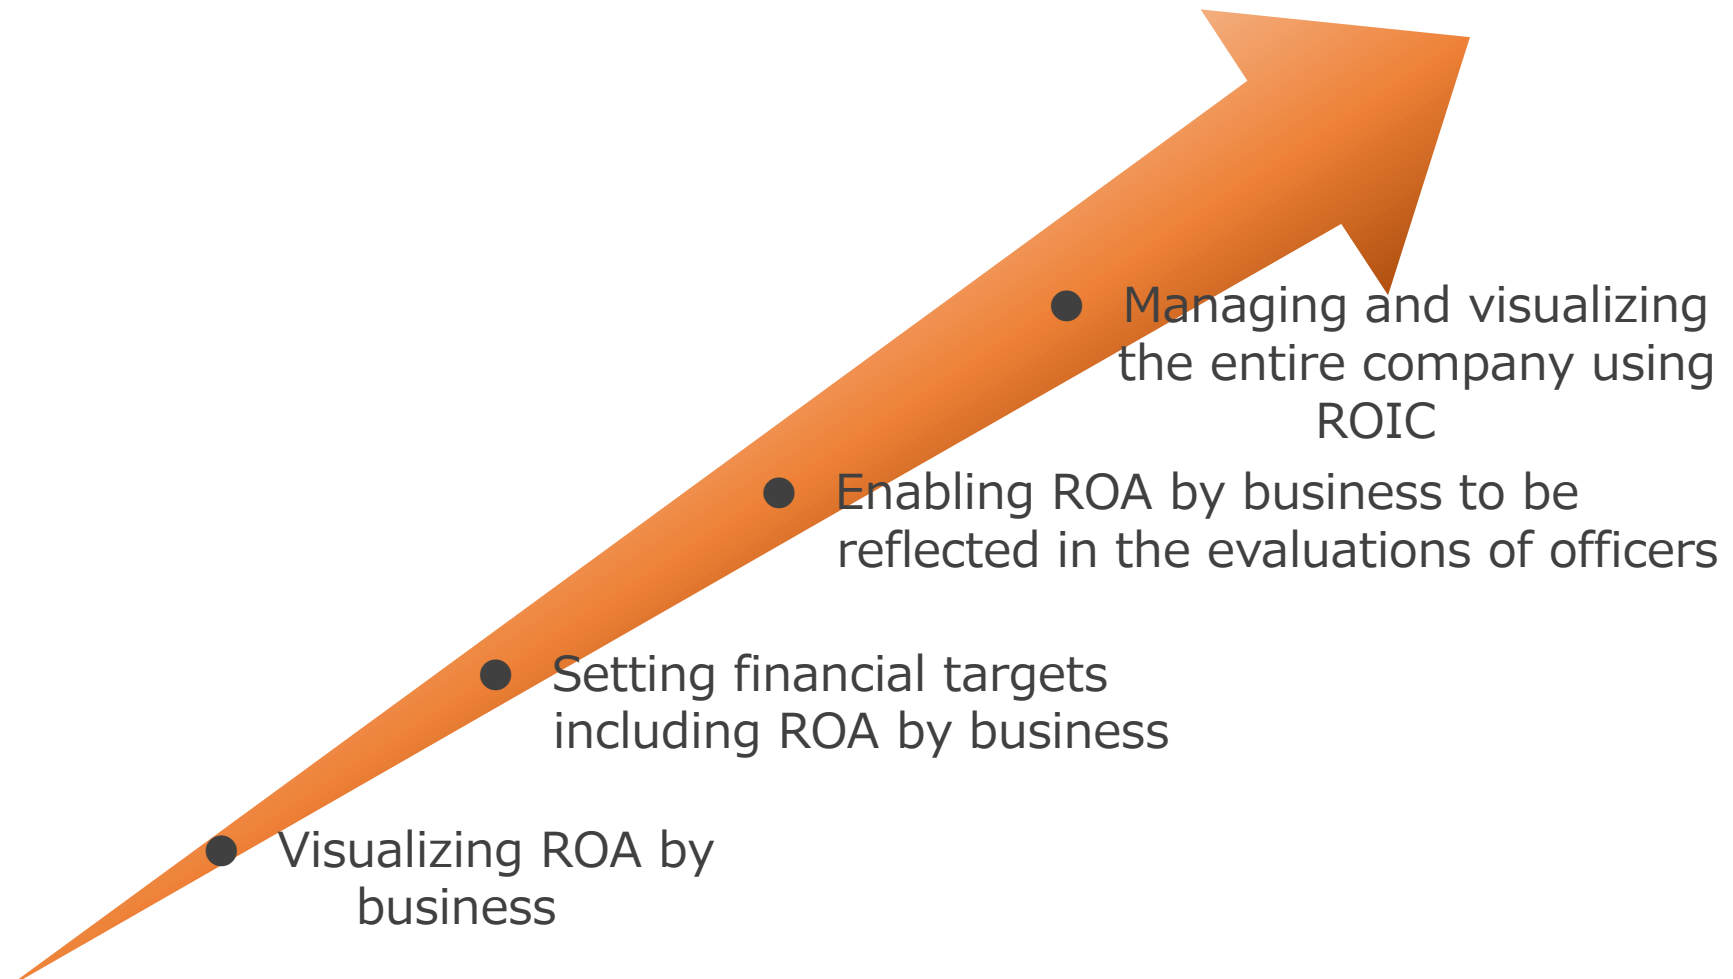 ● Managing and visualizing
the entire company using
ROIC
● Enabling ROA by business to be
reflected in the evaluations of officers
● Setting financial targets
including ROA by business
● Visualizing ROA by
business